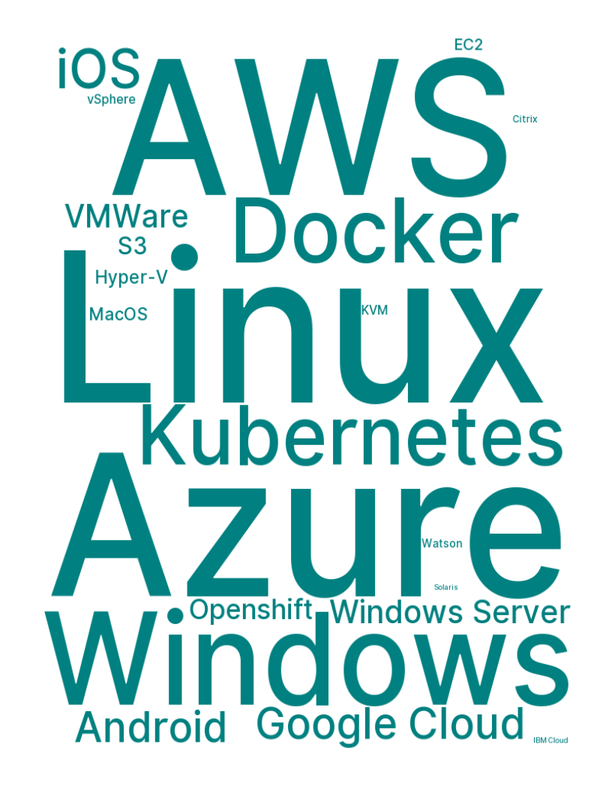 EC2
iOS
AWS
vSphere
Citrix
VMWare
Docker
S3
Linux
Hyper-V
MacOS
KVM
Kubernetes
Azure
Watson
Solaris
Openshift
Windows Server
Windows
Android
Google Cloud
IBM Cloud